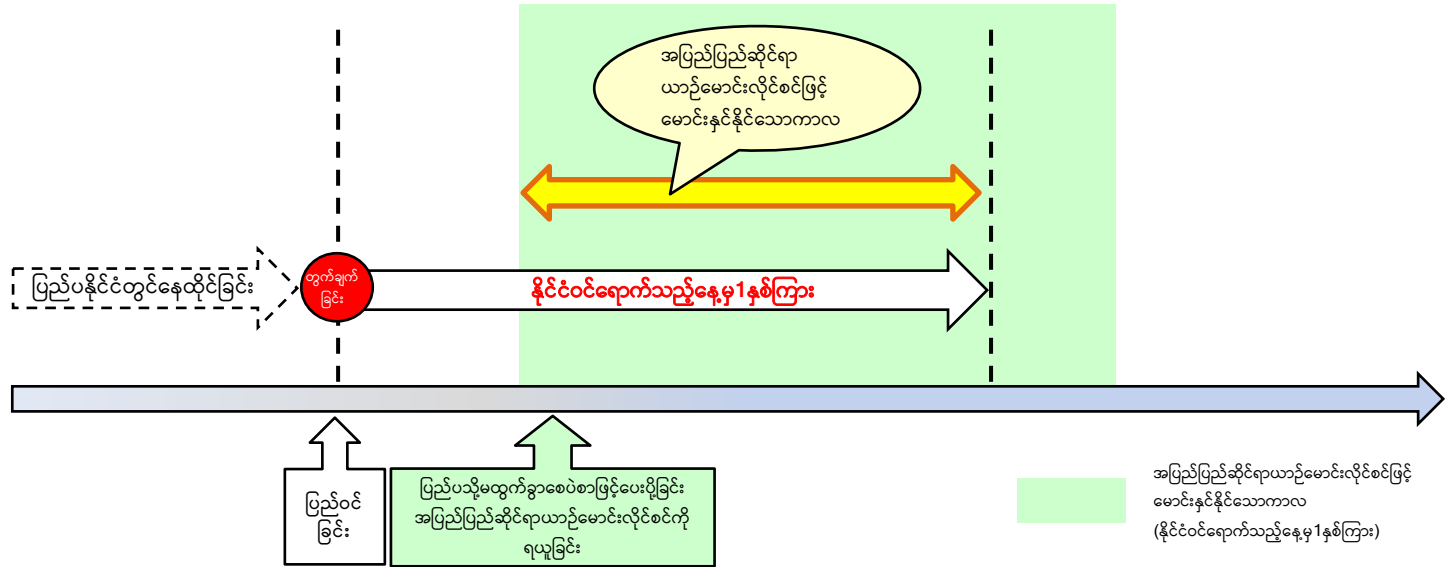 အပြည်ပြည်ဆိုင်ရာ
ယာဉ်မောင်းလိုင်စင်ဖြင့်
မောင်းနှင်နိုင်သောကာလ
ပြည်ပနိုင်ငံတွင်နေထိုင်ခြင်း
တွက်ချက်
ခြင်း
နိုင်ငံဝင်ရောက်သည့်နေ့မှ1နှစ်ကြား
ပြည်ဝင်
ခြင်း
ပြည်ပသို့မထွက်ခွာစေပဲစာဖြင့်ပေးပို့ခြင်း
အပြည်ပြည်ဆိုင်ရာယာဉ်မောင်းလိုင်စင်ကို
ရယူခြင်း
အပြည်ပြည်ဆိုင်ရာယာဉ်မောင်းလိုင်စင်ဖြင့်
မောင်းနှင်နိုင်သောကာလ
(နိုင်ငံဝင်ရောက်သည့်နေ့မှ1နှစ်ကြား)